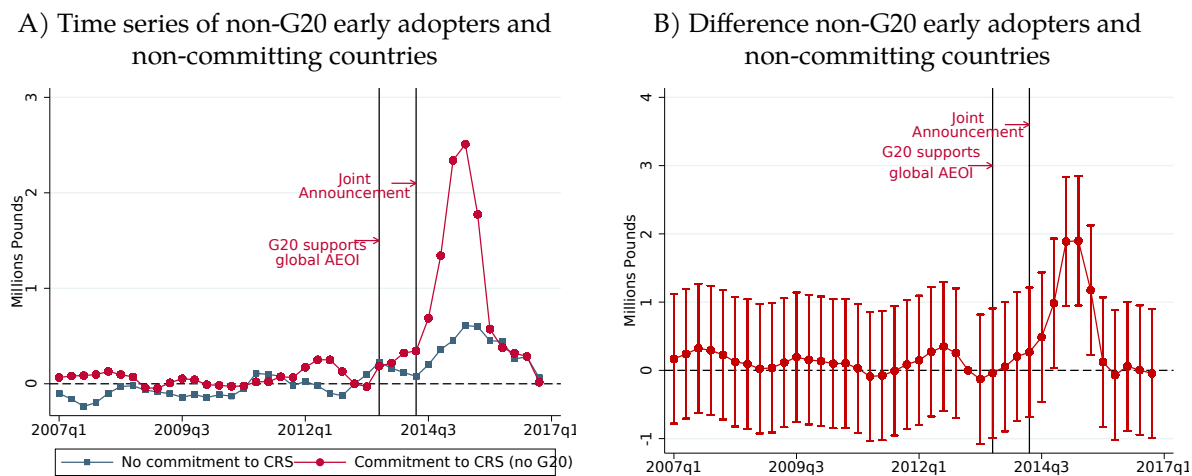 A) Time series of non-G20 early adopters and
non-committing countries
3
2
1
0
Millions Pounds
Joint
Announcement
G20 supports
global AEOI
2007q1
2009q3
2012q1
2014q3
2017q1
No commitment to CRS
Commitment to CRS (no G20)
B) Difference non-G20 early adopters and
non-committing countries
4
3
2
1
0
-1
Millions Pounds
Joint
Announcement
G20 supports
global AEOI
2007q1
2009q3
2012q1
2014q3
2017q1